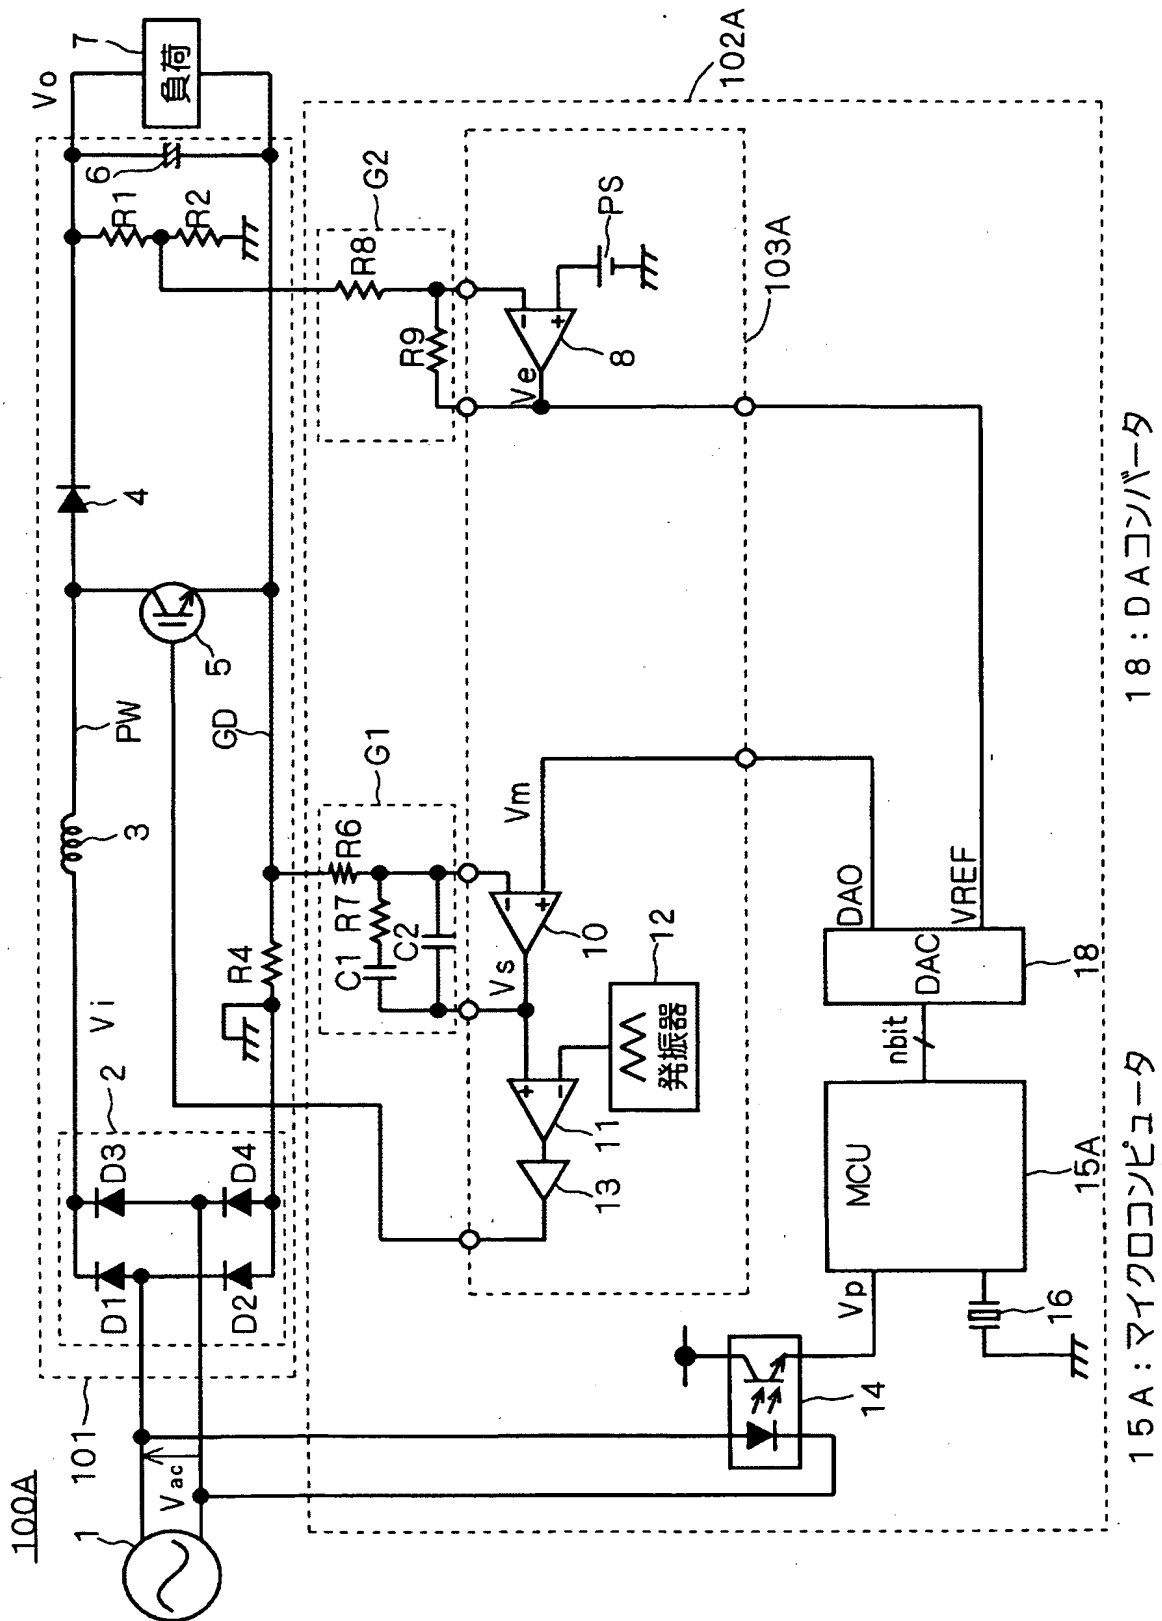 100A
1
Vac
101
2
D1
D2
D3
D4
Vi
3
PW
GD
R4
5
4
Vo
6
R1
R2
7
負荷
G1
R6
R7
C1
C2
G2
R8
R9
102A
103A
PS
Ve
8
Vm
Vs
10
11
12
発振器
13
14
Vp
16
MCU
15A
nbit
DAC
18
DAO
VREF
15A：マイクロコンピュータ
18：DAコンバータ